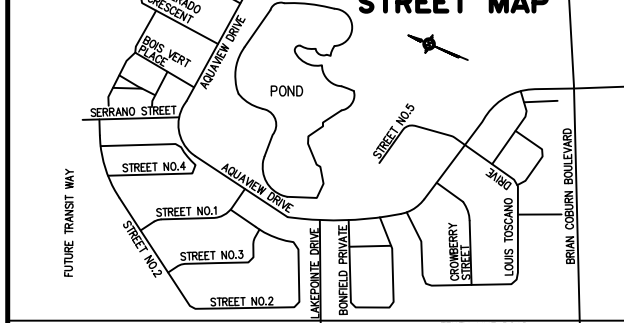 STREET MAP
CRESCENT
BOIS VERT
PLACE
AQUAVIEW DRIVE
POND
SERRANO STREET
STREET NO.5
STREET NO.4
AQUAVIEW DRIVE
DRIVE
FUTURE TRANSIT WAY
STREET NO.1
STREET NO.2
STREET NO.3
STREET NO.2
LAKEPOINTE DRIVE
BONFIELD PRIVATE
CROWBERRY
STREET
LOUIS TOSCANO
BRIAN COBURN BOULEVARD